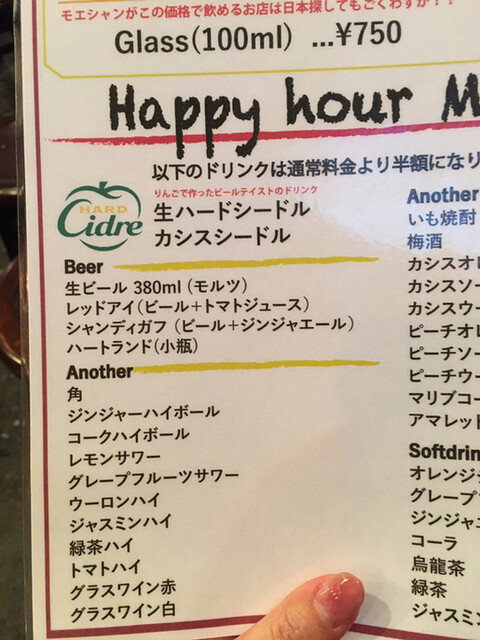 モエシャンがこの価格で飲めるお店は日本探してもごくわずか！？
Glass(100ml) ...¥750
Happy hour M
以下のドリンクは通常料金より半額になり
HARD
Cidre
りんごで作ったビールテイストのドリンク
生ハードシードル
カシスシードル
Beer
生ビール 380ml（モルツ）
レッドアイ（ビール＋トマトジュース）
シャンディガフ（ビール＋ジンジャエール）
ハートランド（小瓶）
Another
角
ジンジャーハイボール
コークハイボール
レモンサワー
グレープフルーツサワー
ウーロンハイ
ジャスミンハイ
緑茶ハイ
トマトハイ
グラスワイン赤
グラスワイン白
Another
いも焼酎
梅酒
カシスオレ
カシスソー
カシスウー
ピーチオレ
ピーチソー
ピーチウー
マリブコー
アマレット
Softdrin
オレンジジ
グレープフ
ジンジャエ
コーラ
烏龍茶
緑茶
ジャスミン